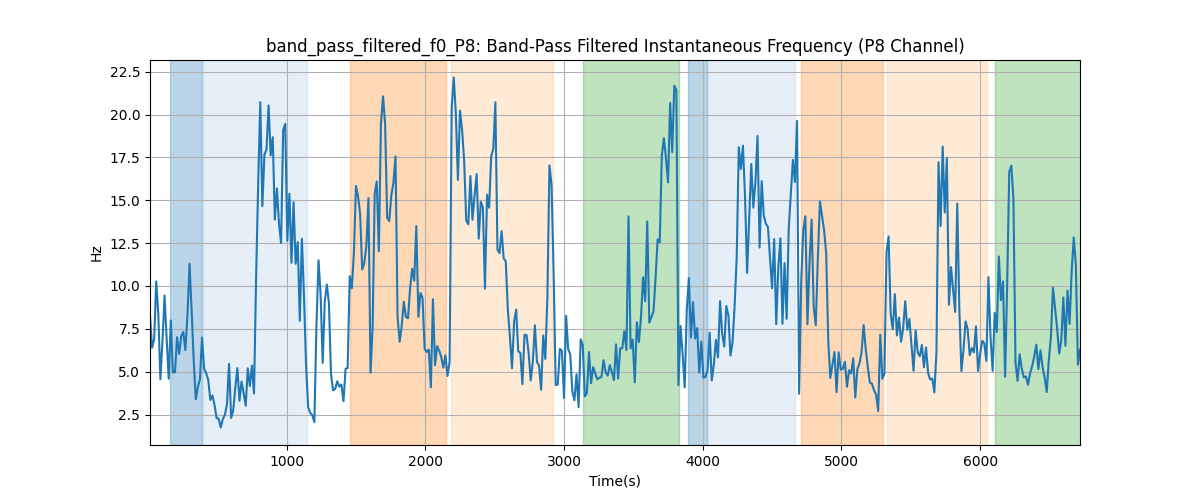 band_pass_filtered_f0_P8: Band-Pass Filtered Instantaneous Frequency (P8 Channel)
22.5
20.0
17.5
15.0
12.5
10.0
7.5
5.0
2.5
Hz
1000 2000 3000 4000 5000 6000
Time(s)